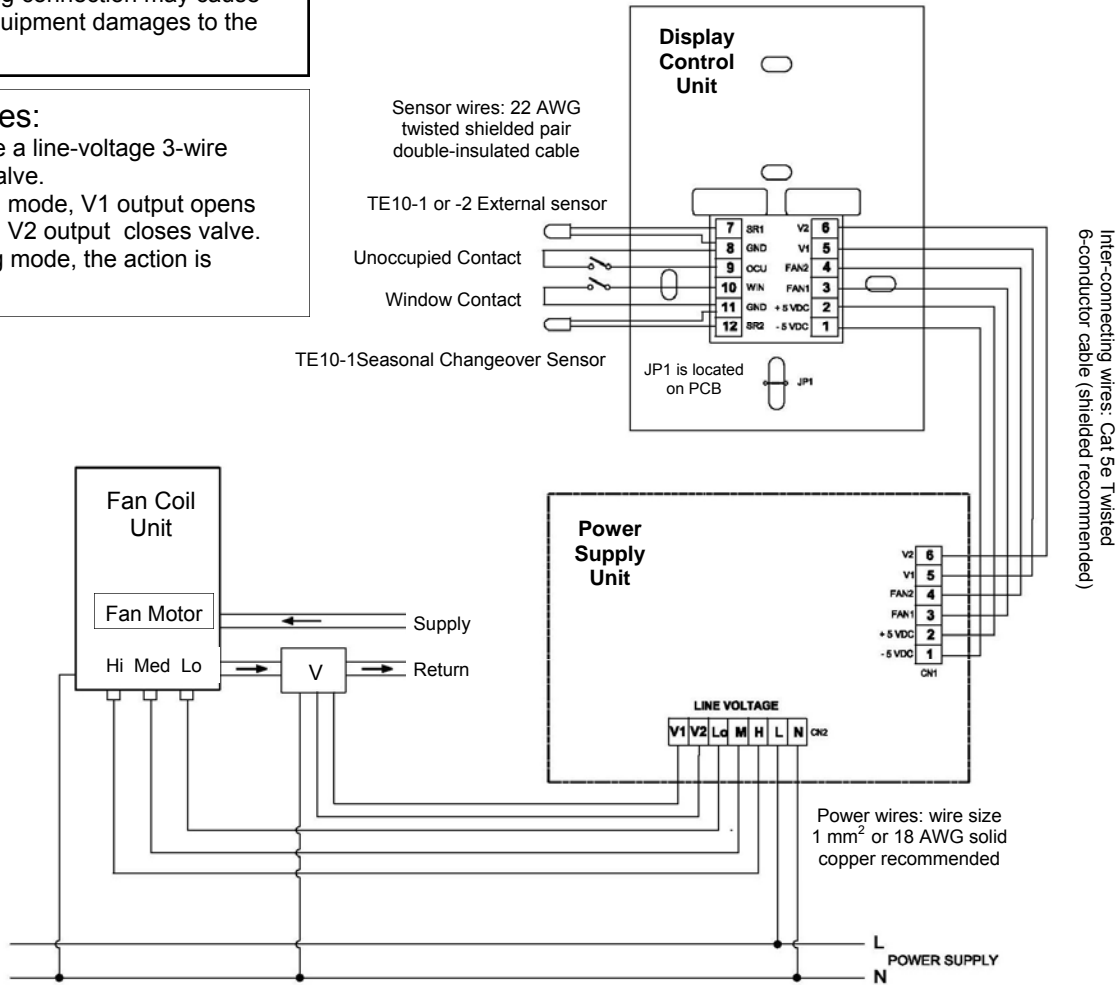 g connection may cause
uipment damages to the
es:
e a line-voltage 3-wire
alve.
mode, V1 output opens
V2 output closes valve.
g mode, the action is
Display
Control
Unit
Sensor wires: 22 AWG
twisted shielded pair
double-insulated cable
TE10-1 or -2 External sensor
Unoccupied Contact
Window Contact
TE10-1Seasonal Changeover Sensor
7 SR1 V2 6
8 GND V1 5
9 OCU FAN2 4
10 WIN FAN1 3
11 GND + 5 VDC 2
12 SR2 - 5 VDC 1
JP1 is located
on PCB
JP1
Inter-connecting wires: Cat 5e Twisted
6-conductor cable (shielded recommended)
Fan Coil
Unit
Fan Motor
Hi Med Lo
Supply
V
Return
Power
Supply
Unit
V2 6
V1 5
FAN2 4
FAN1 3
+ 5 VDC 2
- 5 VDC 1
CN1
LINE VOLTAGE
V1 V2 Lo M H L N CN2
Power wires: wire size
1 mm² or 18 AWG solid
copper recommended
L
POWER SUPPLY
N